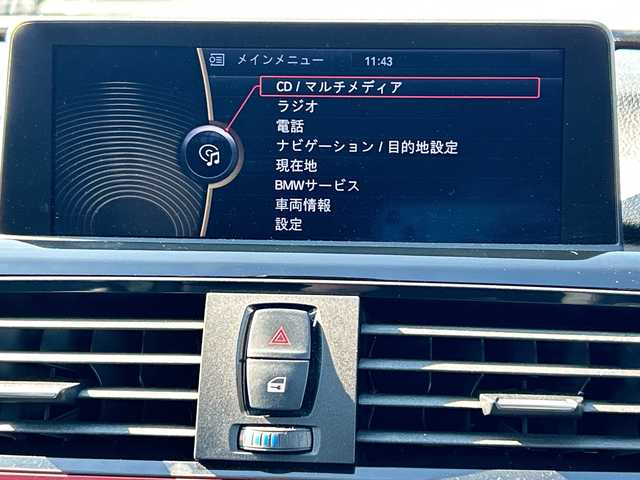 メインメニュー 11:43
CD / マルチメディア
ラジオ
電話
ナビゲーション / 目的地設定
現在地
BMWサービス
車両情報
設定